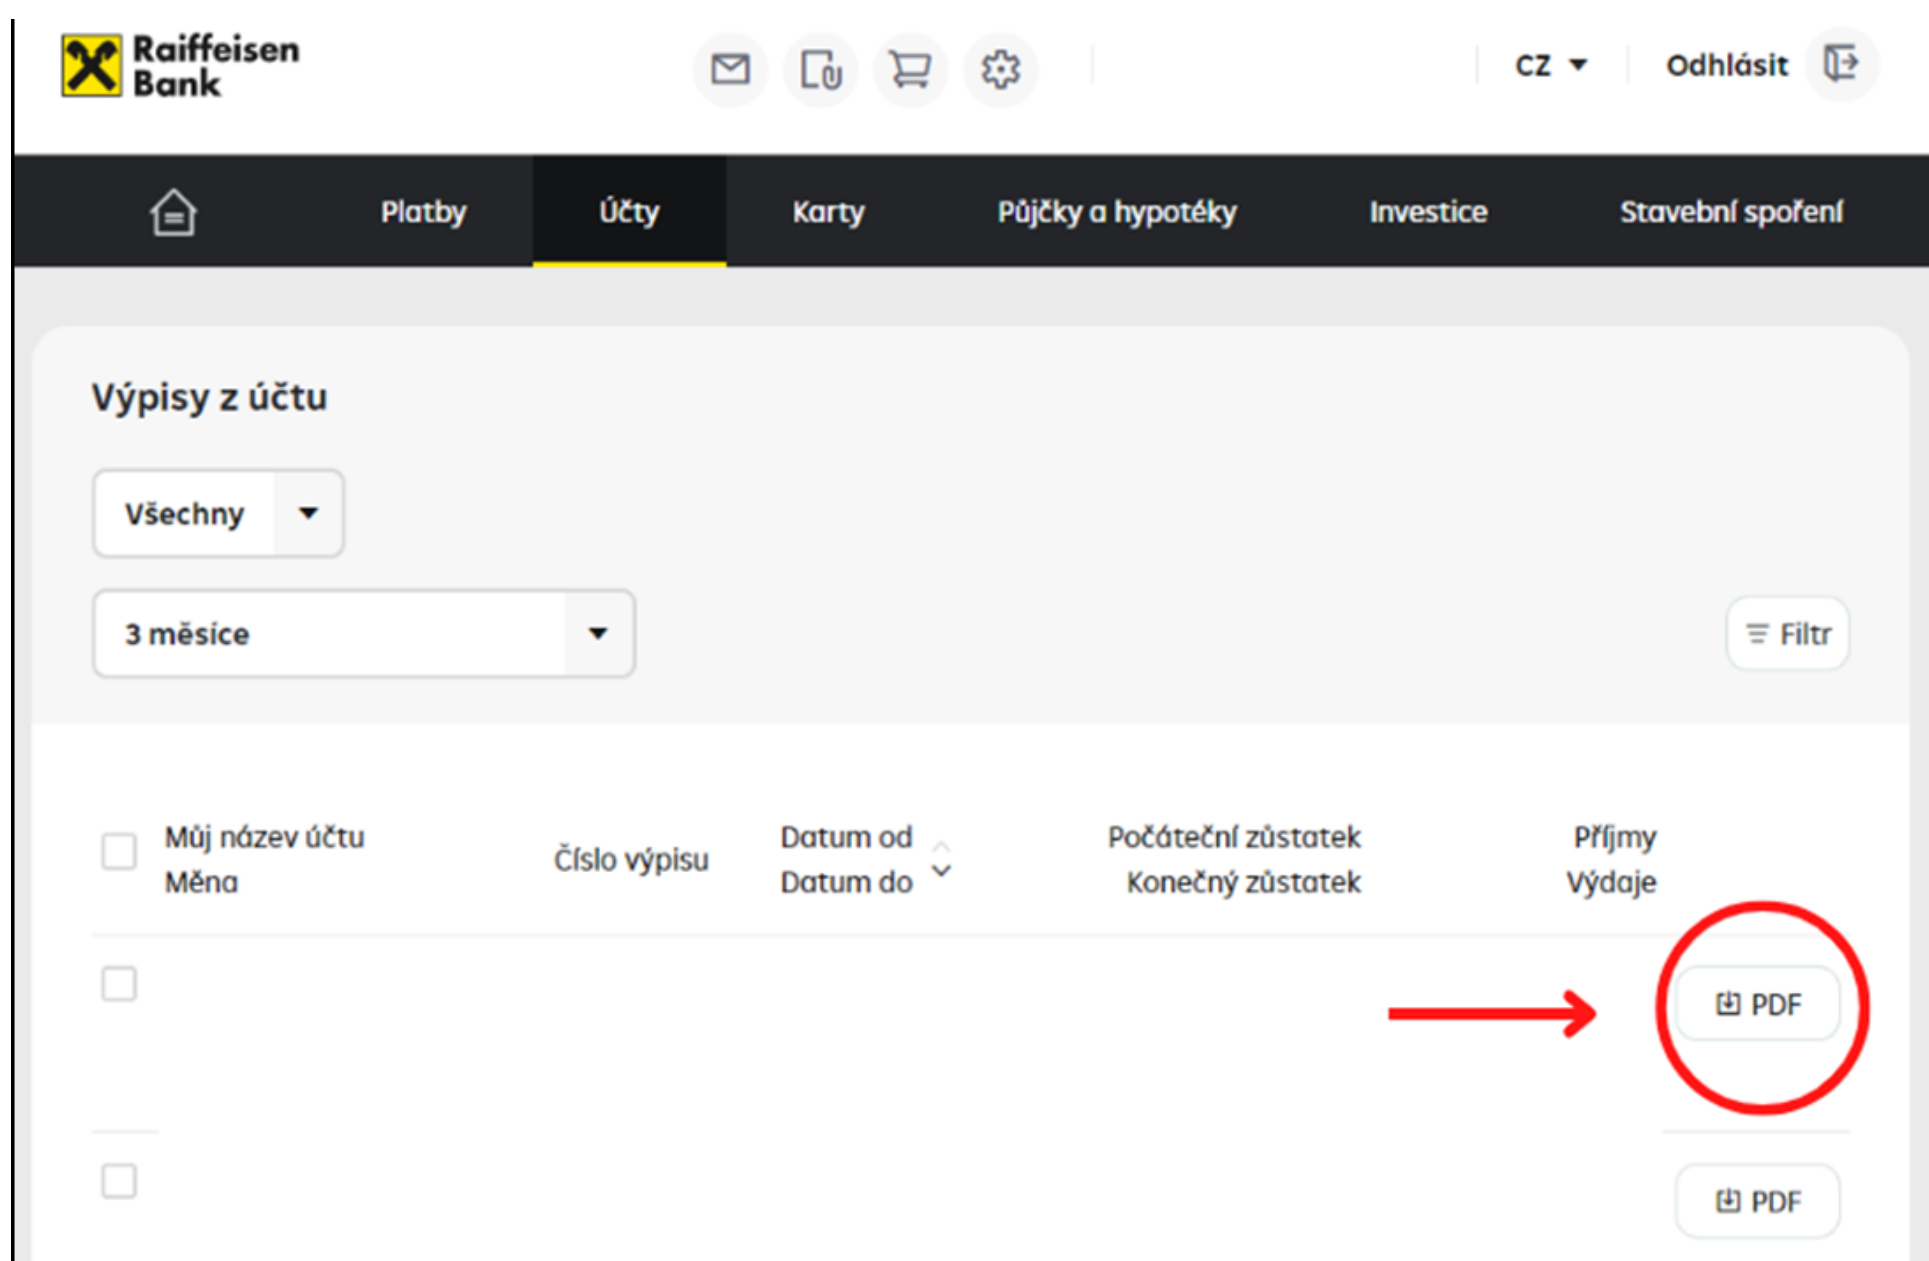 Raiffeisen
Bank
CZ
Odhlásit
Platby
Účty
Karty
Půjčky a hypotéky
Investice
Stavební spoření
Výpisy z účtu
Všechny
3 měsíce
Filtr
Můj název účtu
Měna
Číslo výpisu
Datum od
Datum do
Počáteční zůstatek
Konečný zůstatek
Příjmy
Výdaje
PDF
PDF